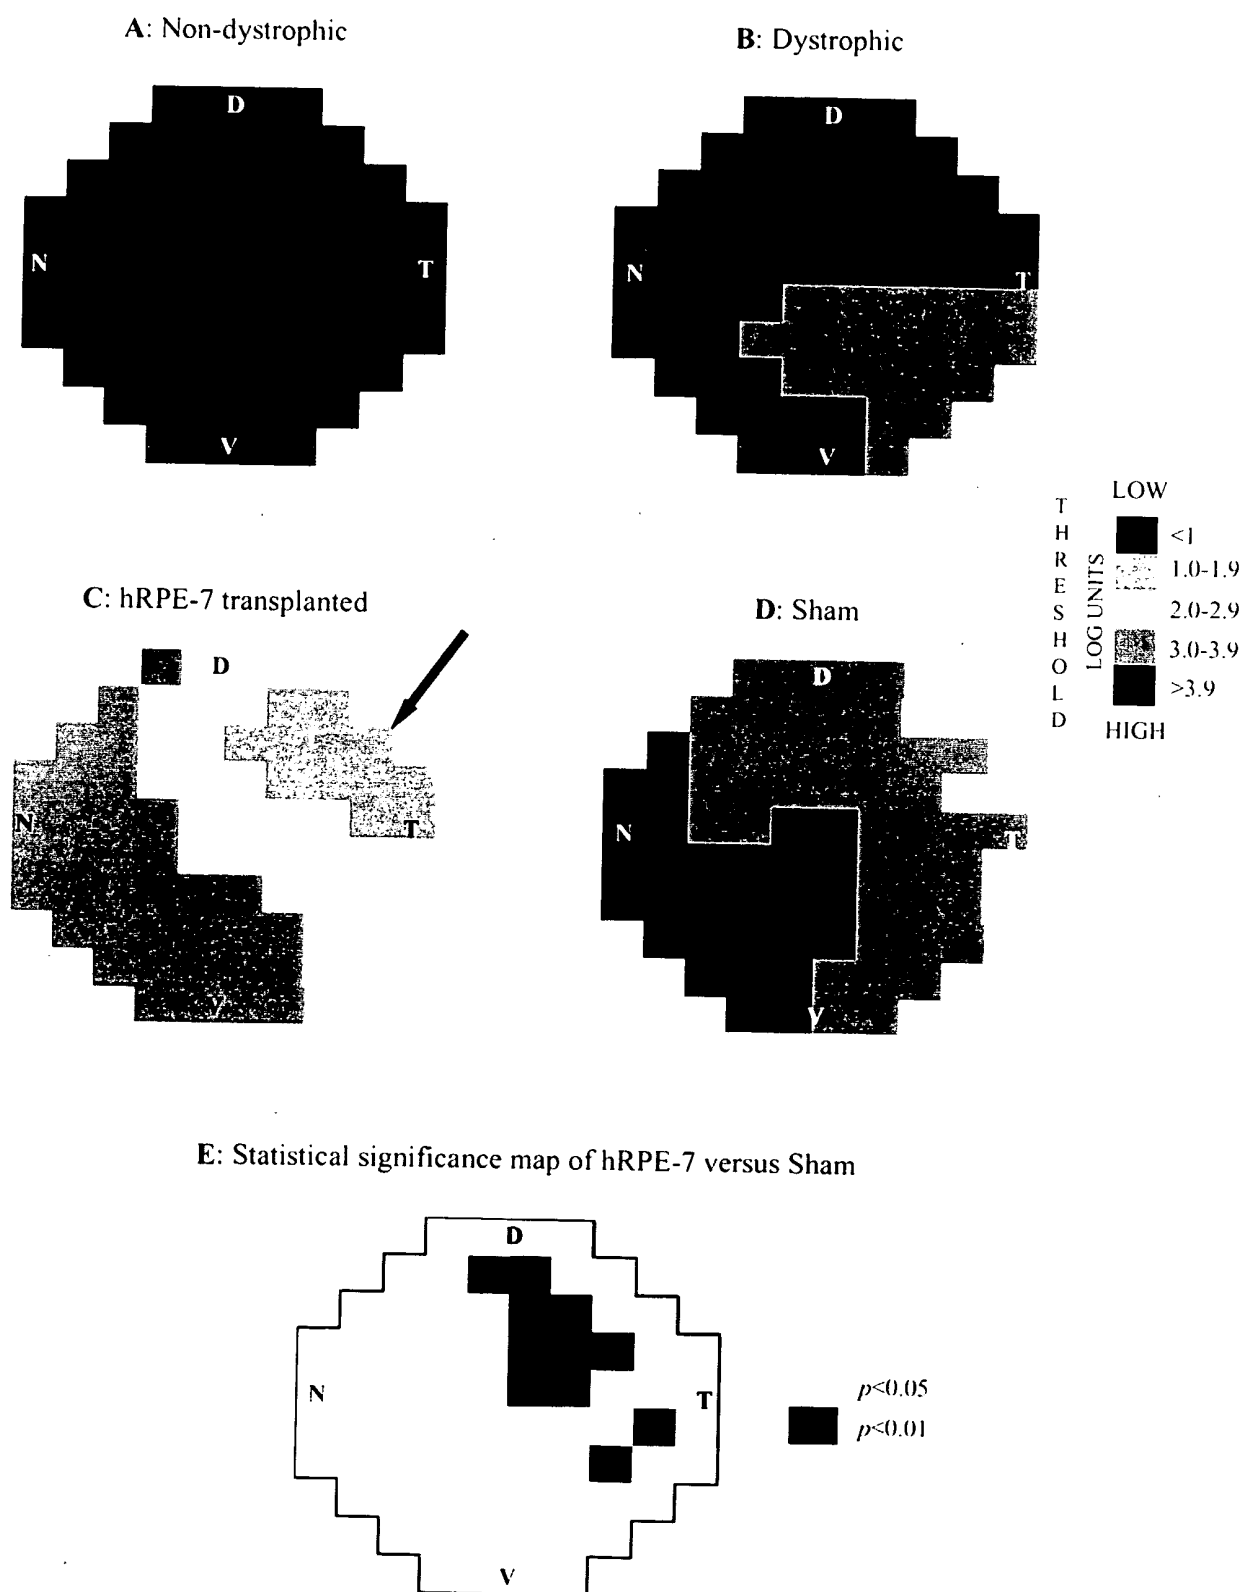 A: Non-dystrophic
B: Dystrophic
D
N
T
V
D
N
T
V
THRESHOLD
LOG UNITS
LOW
<1
1.0-1.9
2.0-2.9
3.0-3.9
>3.9
HIGH
C: hRPE-7 transplanted
D: Sham
D
N
T
V
D
N
T
V
E: Statistical significance map of hRPE-7 versus Sham
D
N
T
V
p<0.05
p<0.01